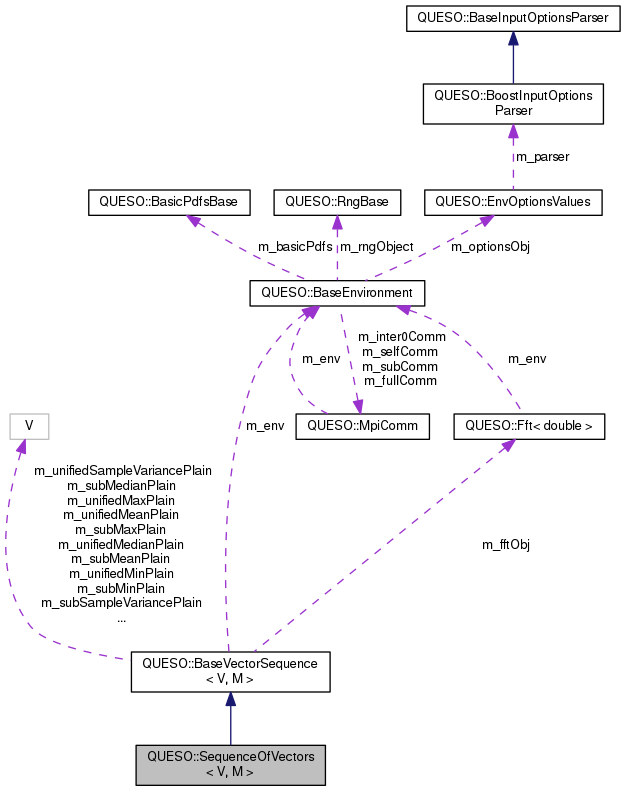 QUESO::BaseInputOptionsParser
QUESO::BoostInputOptions
Parser
m_parser
QUESO::BasicPdfsBase
QUESO::RngBase
QUESO::EnvOptionsValues
m_basicPdfs
m_rngObject
m_optionsObj
QUESO::BaseEnvironment
m_inter0Comm
m_selfComm
m_subComm
m_fullComm
m_env
m_env
V
m_env
QUESO::MpiComm
QUESO::Fft< double >
m_unifiedSampleVariancePlain
m_subMedianPlain
m_unifiedMaxPlain
m_unifiedMeanPlain
m_subMaxPlain
m_unifiedMedianPlain
m_subMeanPlain
m_unifiedMinPlain
m_subMinPlain
m_subSampleVariancePlain
...
m_fftObj
QUESO::BaseVectorSequence
< V, M >
QUESO::SequenceOfVectors
< V, M >